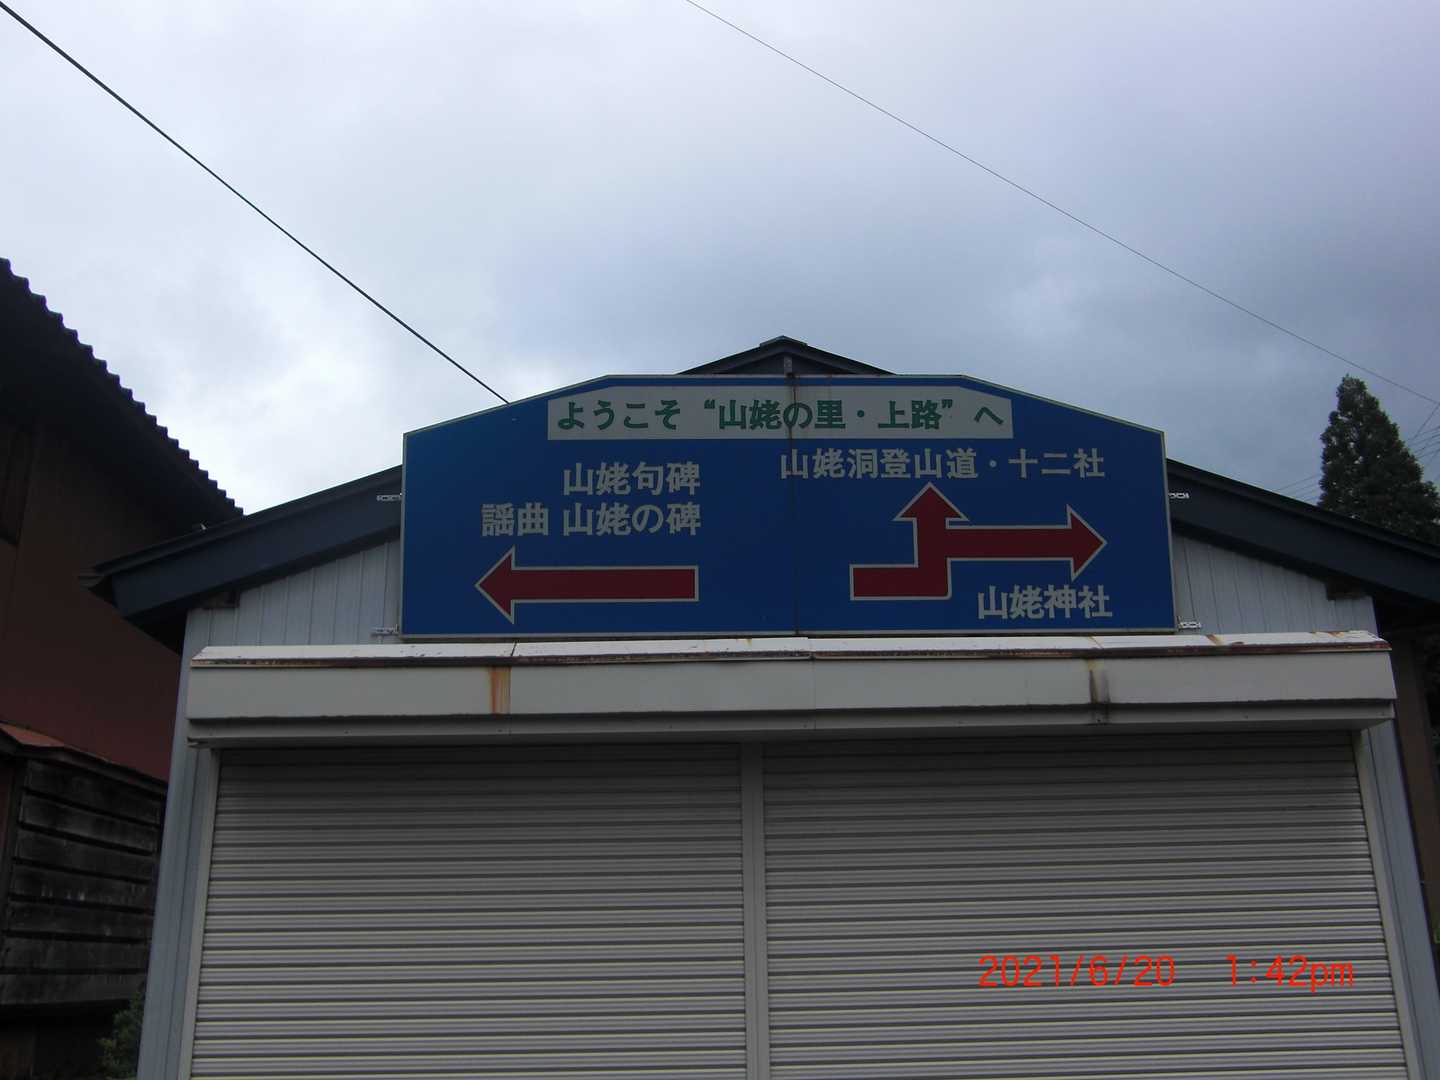 ようこそ “山姥の里・上路” へ
山姥句碑
謡曲 山姥の碑
山姥洞登山道・十二社
山姥神社
2021/6/20 1:42pm